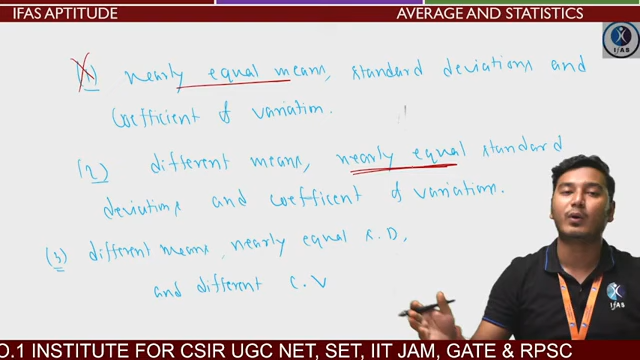 IFAS APTITUDE
AVERAGE AND STATISTICS
(1) nearly equal means, standard deviations and
coefficient of variation.
(2) different means, nearly equal standard
deviations and coefficent of variation.
(3) different means, nearly equal S.D,
and different C.V
IFAS
IFAS
O.1 INSTITUTE FOR CSIR UGC NET, SET, IIT JAM, GATE & RPSC